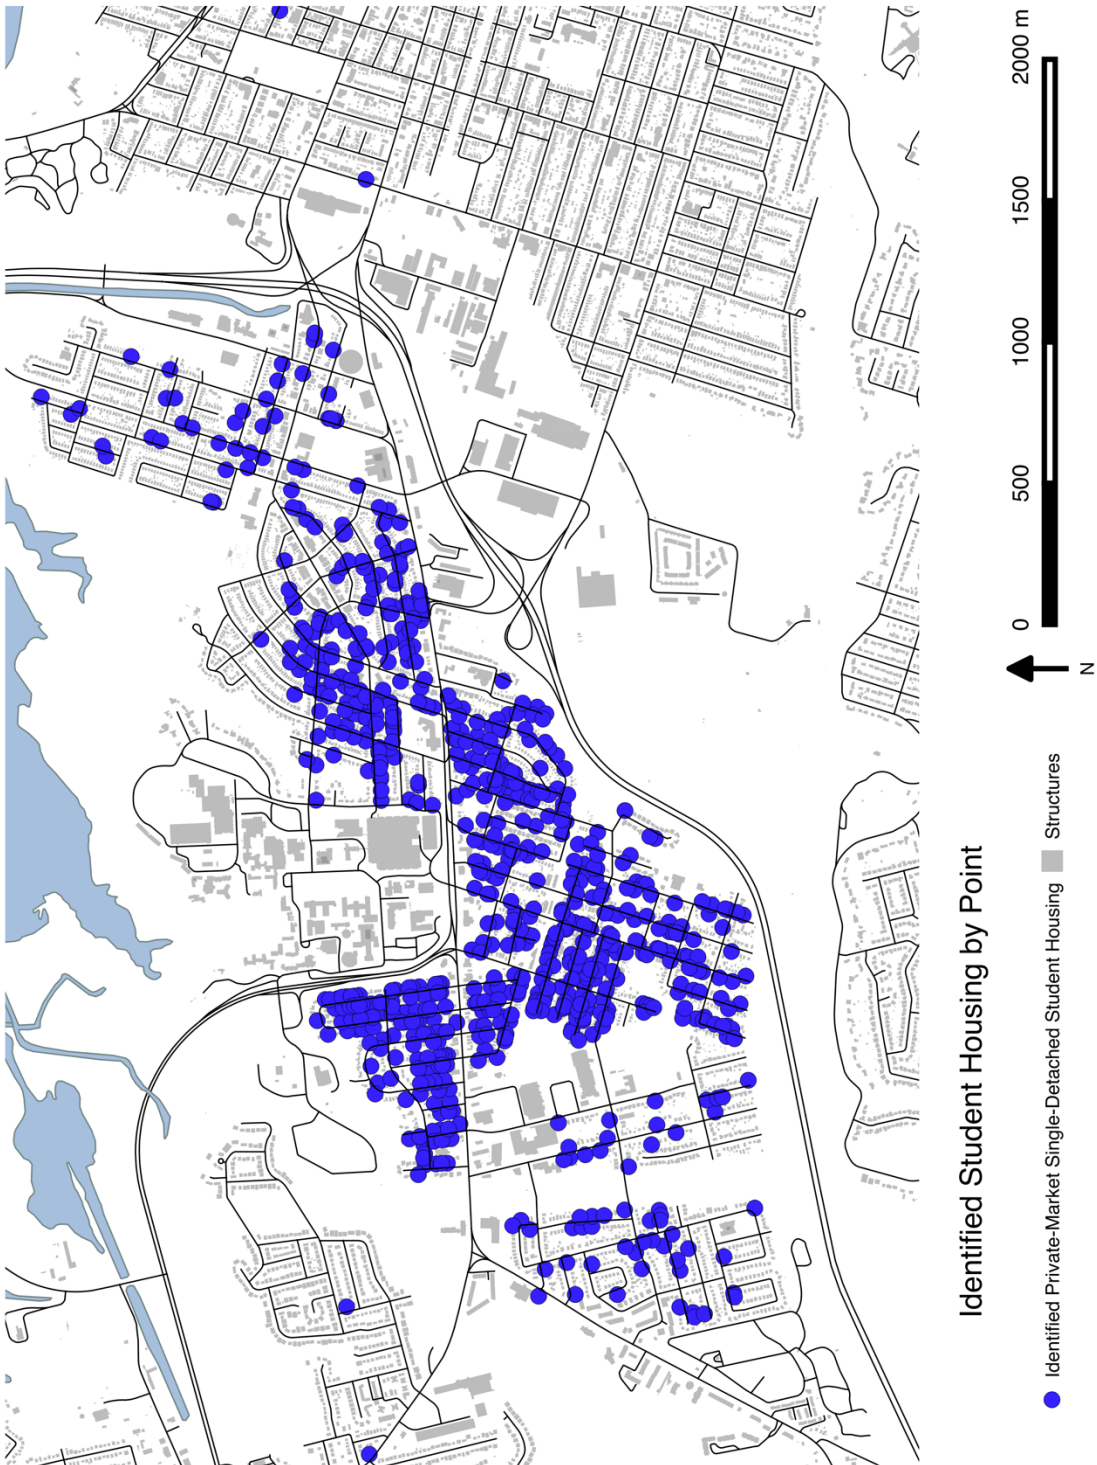 Identified Student Housing by Point
Identified Private-Market Single-Detached Student Housing Structures
N
0 500 1000 1500 2000 m